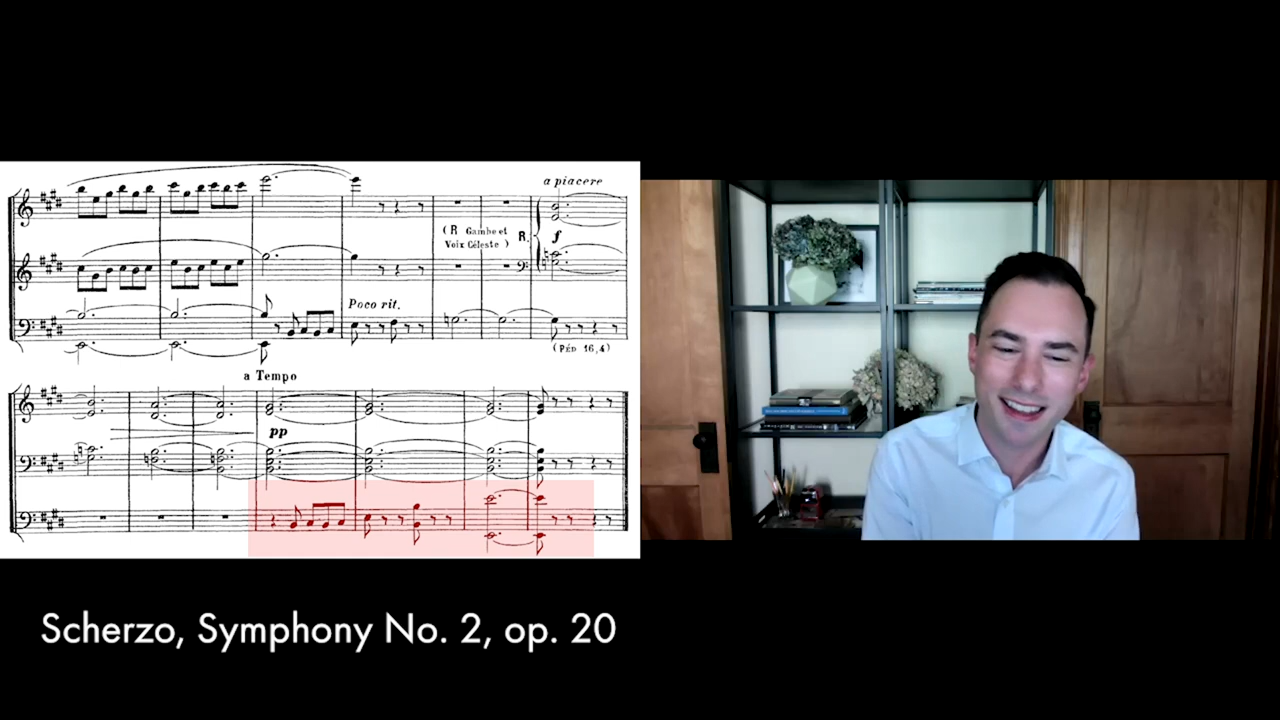 a piacere
(R Gambe et
Voix Céleste)
R.
f
Poco rit.
(PÉD 16,4)
a Tempo
pp
Scherzo, Symphony No. 2, op. 20